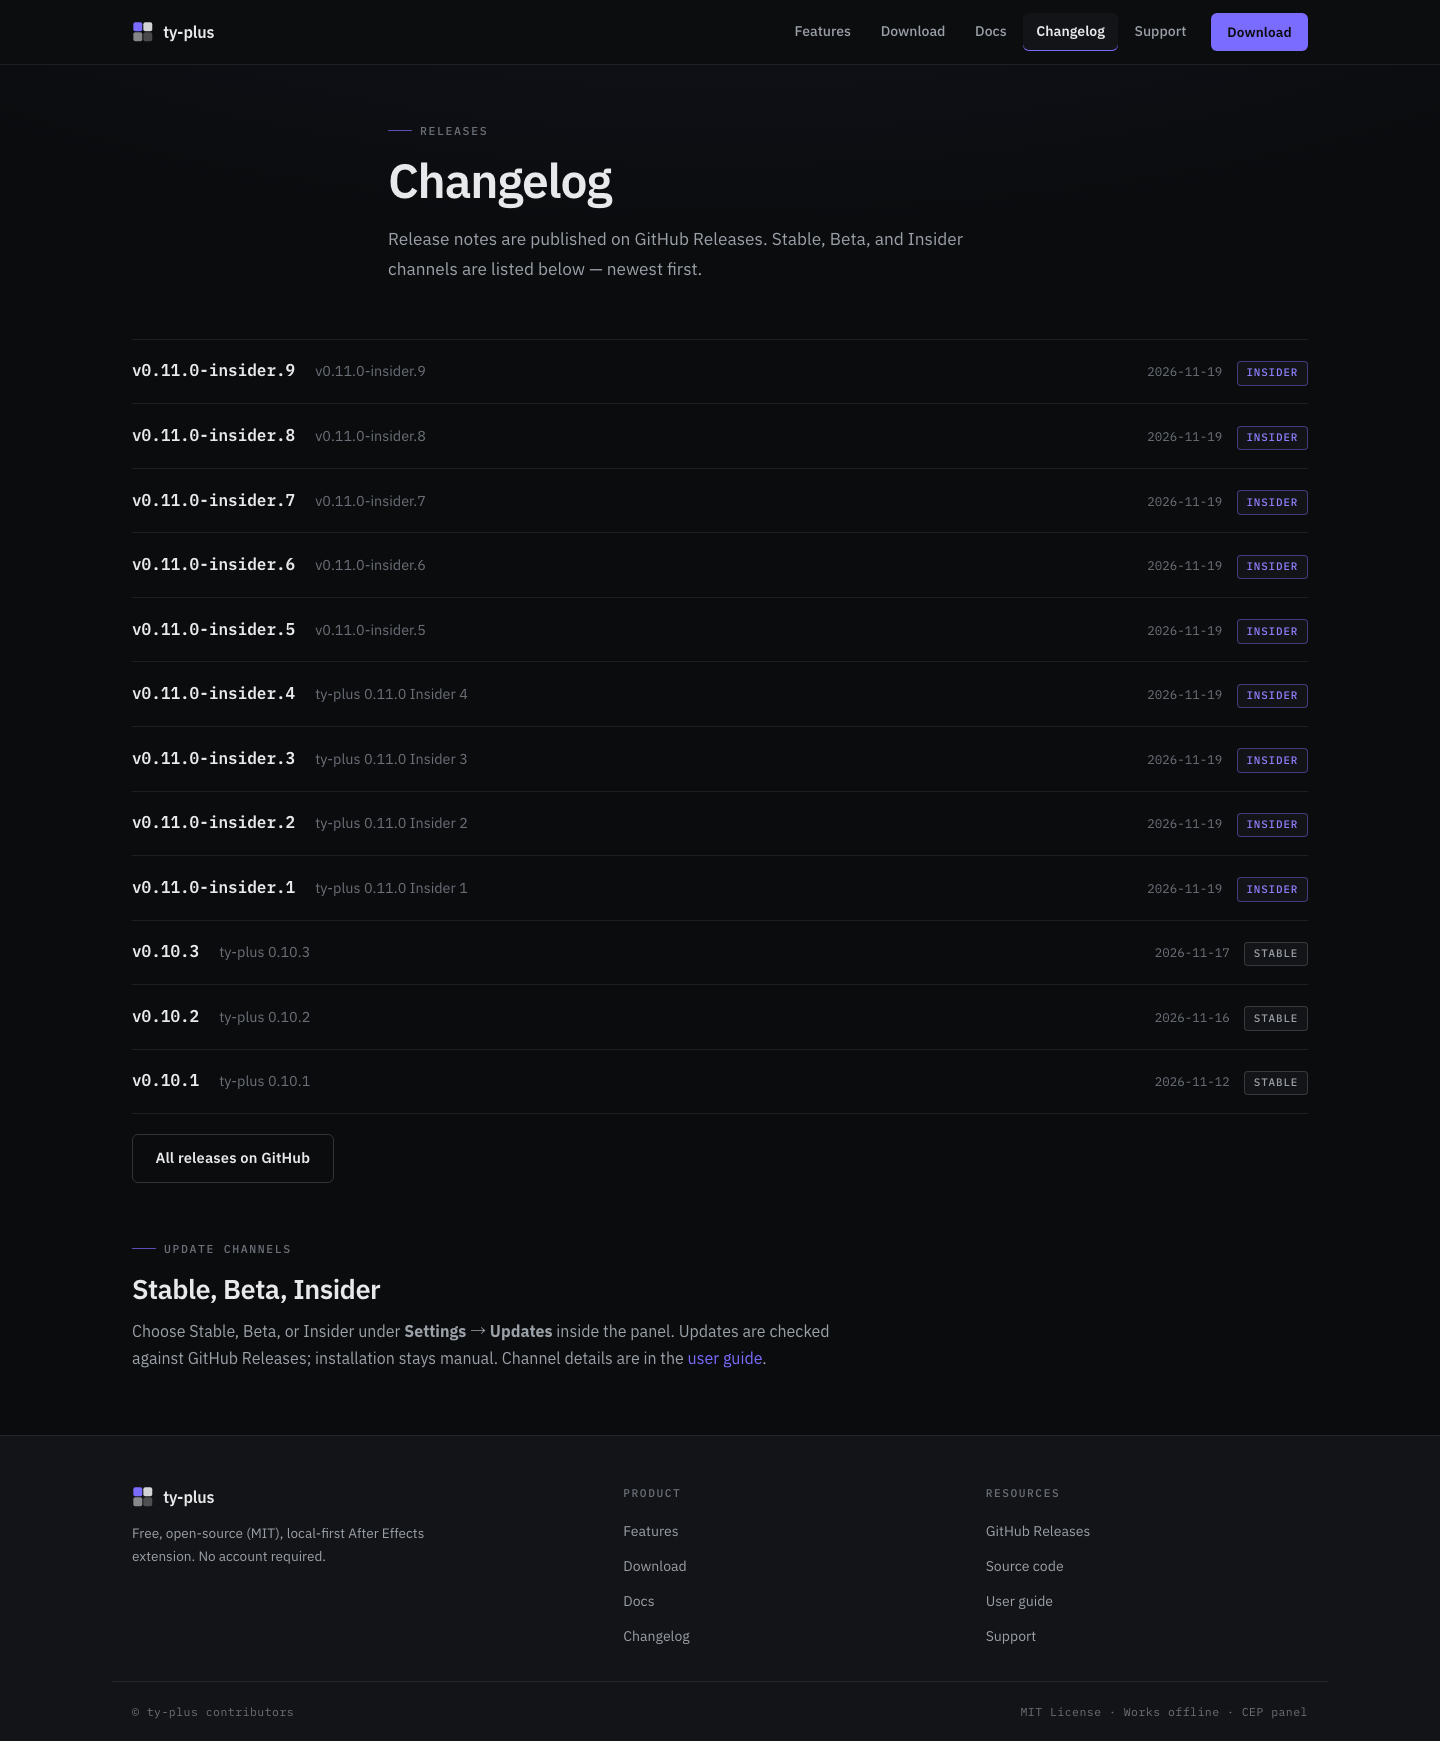 ty-plus
Features Download Docs Changelog Support Download
RELEASES
Changelog
Release notes are published on GitHub Releases. Stable, Beta, and Insider
channels are listed below — newest first.
v0.11.0-insider.9 v0.11.0-insider.9 2026-11-19 INSIDER
v0.11.0-insider.8 v0.11.0-insider.8 2026-11-19 INSIDER
v0.11.0-insider.7 v0.11.0-insider.7 2026-11-19 INSIDER
v0.11.0-insider.6 v0.11.0-insider.6 2026-11-19 INSIDER
v0.11.0-insider.5 v0.11.0-insider.5 2026-11-19 INSIDER
v0.11.0-insider.4 ty-plus 0.11.0 Insider 4 2026-11-19 INSIDER
v0.11.0-insider.3 ty-plus 0.11.0 Insider 3 2026-11-19 INSIDER
v0.11.0-insider.2 ty-plus 0.11.0 Insider 2 2026-11-19 INSIDER
v0.11.0-insider.1 ty-plus 0.11.0 Insider 1 2026-11-19 INSIDER
v0.10.3 ty-plus 0.10.3 2026-11-17 STABLE
v0.10.2 ty-plus 0.10.2 2026-11-16 STABLE
v0.10.1 ty-plus 0.10.1 2026-11-12 STABLE
All releases on GitHub
UPDATE CHANNELS
Stable, Beta, Insider
Choose Stable, Beta, or Insider under Settings → Updates inside the panel. Updates are checked
against GitHub Releases; installation stays manual. Channel details are in the user guide.
ty-plus
Free, open-source (MIT), local-first After Effects
extension. No account required.
PRODUCT
Features
Download
Docs
Changelog
RESOURCES
GitHub Releases
Source code
User guide
Support
© ty-plus contributors
MIT License · Works offline · CEP panel